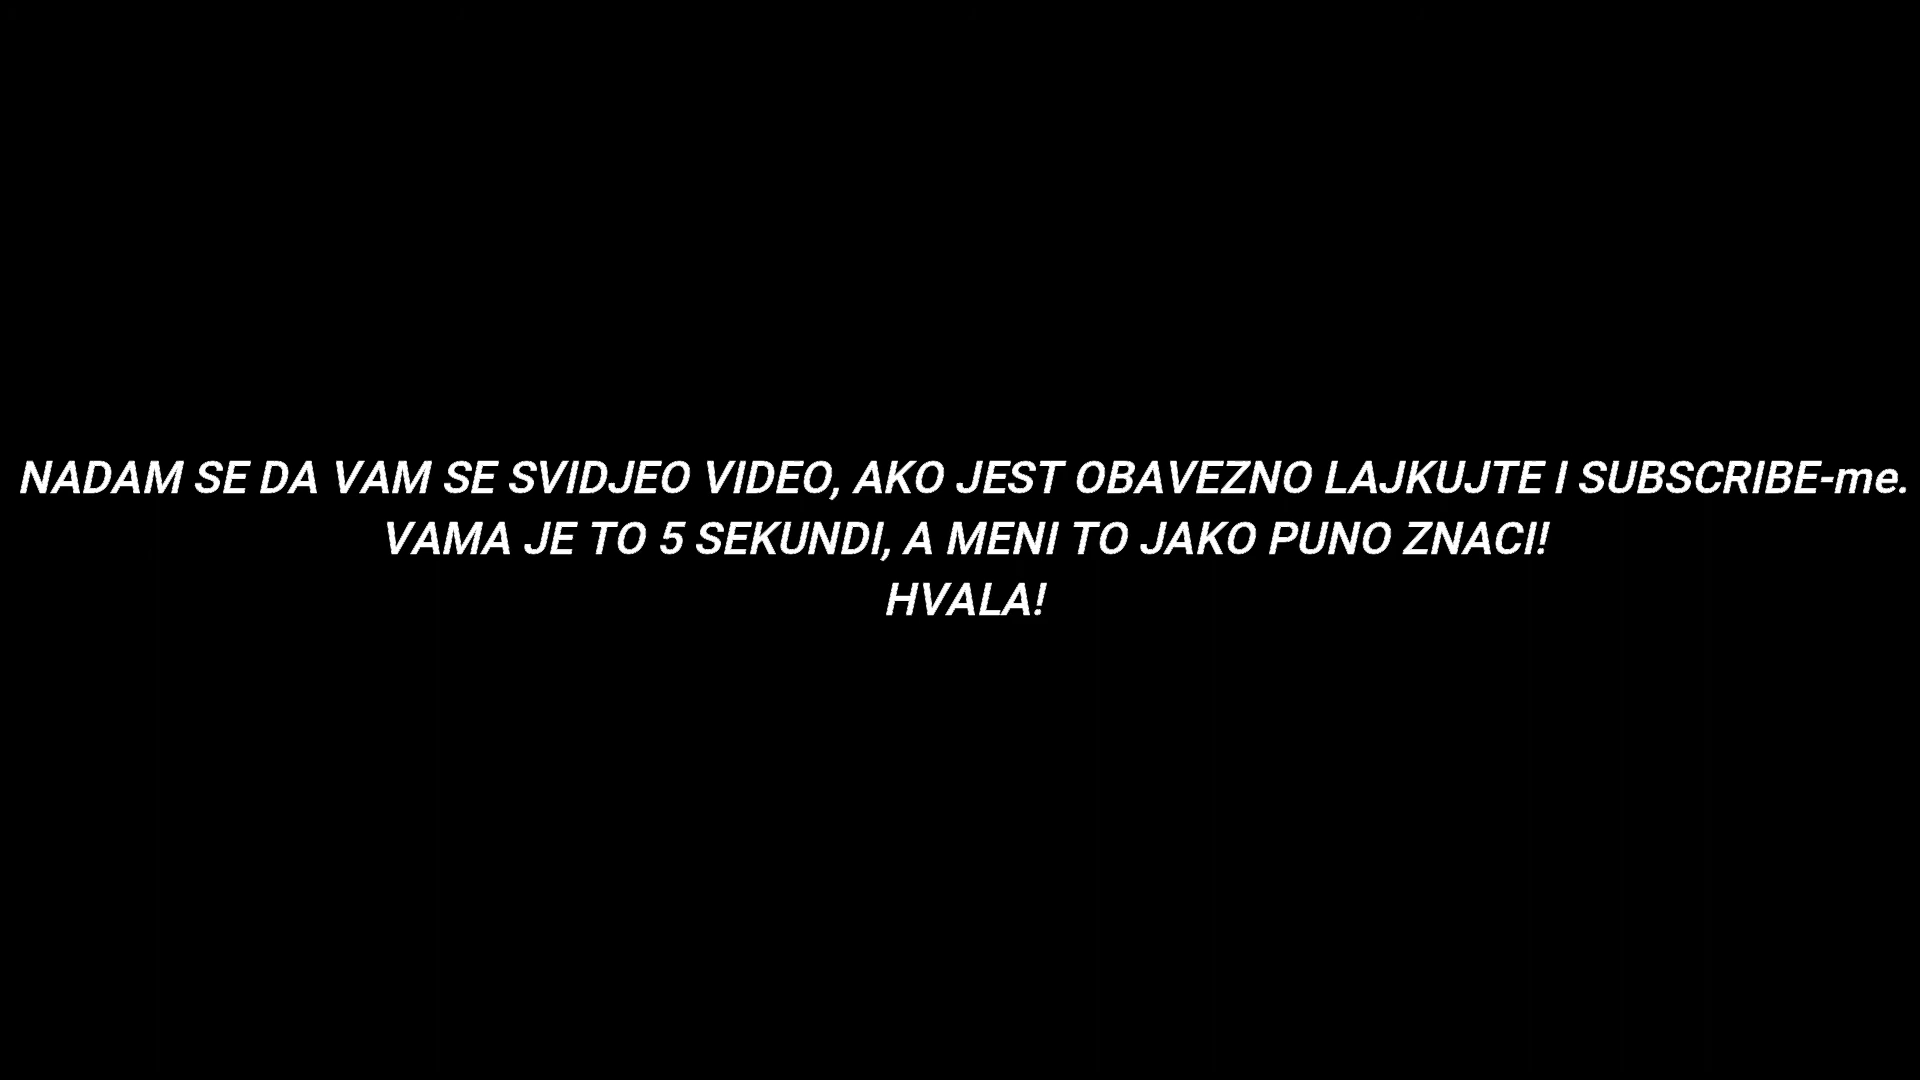 NADAM SE DA VAM SE SVIDJEO VIDEO, AKO JEST OBAVEZNO LAJKUJTE I SUBSCRIBE-me.
VAMA JE TO 5 SEKUNDI, A MENI TO JAKO PUNO ZNACI!
HVALA!